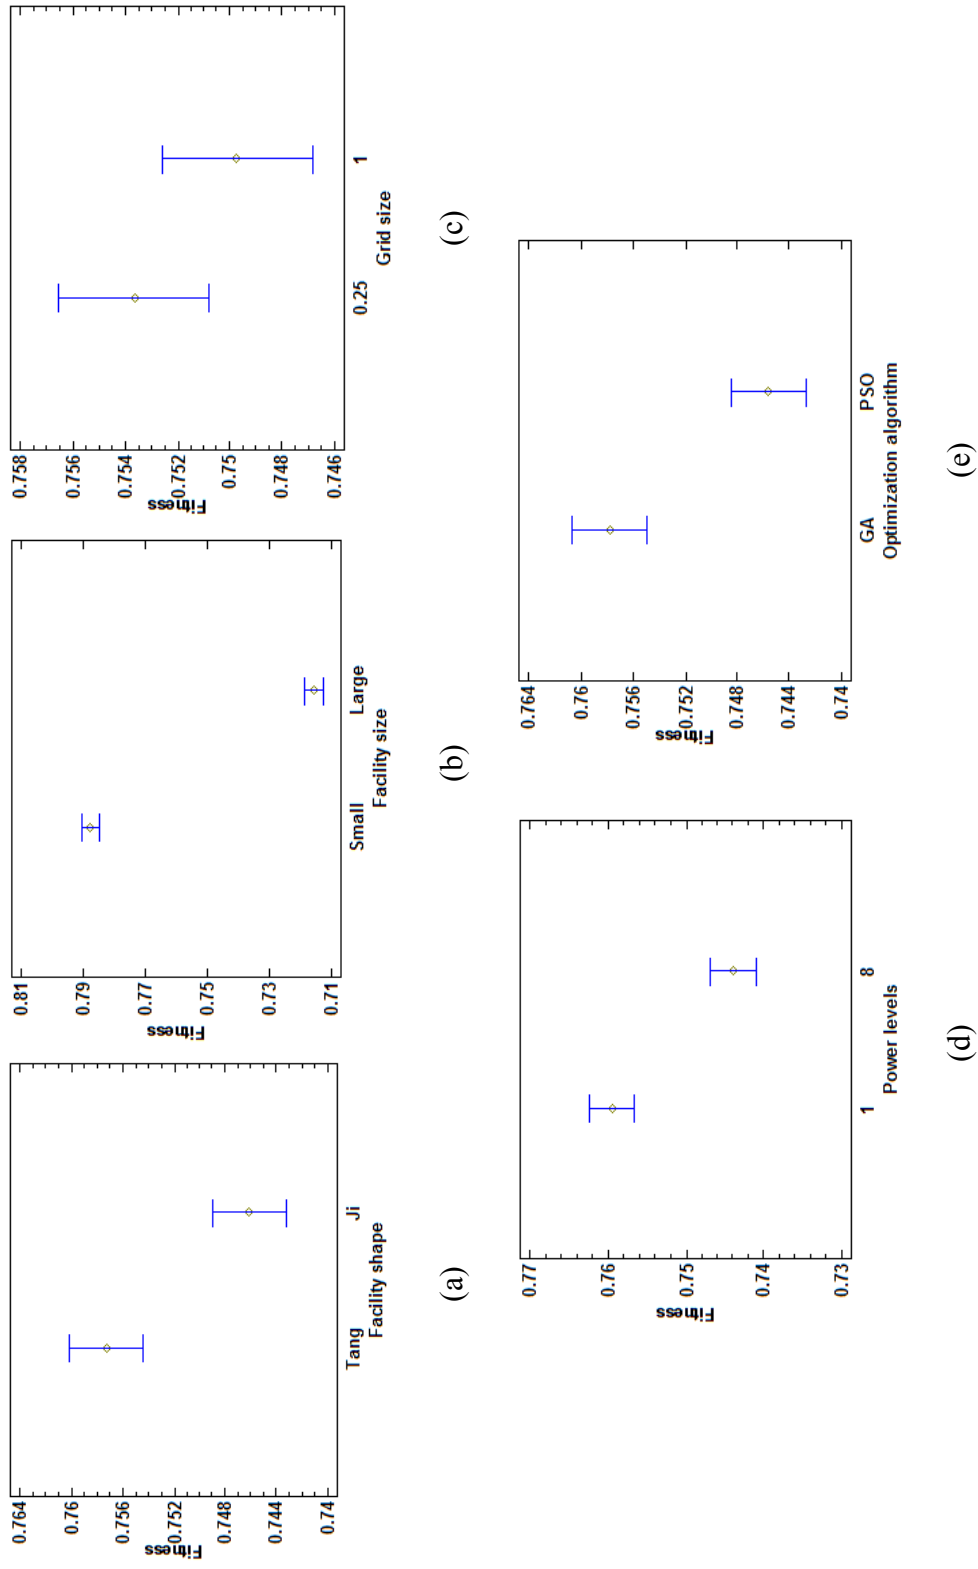 Fitness
0.764
0.76
0.756
0.752
0.748
0.744
0.74
Tang
Ji
Facility shape
(a)
Fitness
0.81
0.79
0.77
0.75
0.73
0.71
Small
Large
Facility size
(b)
Fitness
0.758
0.756
0.754
0.752
0.75
0.748
0.746
0.25
1
Grid size
(c)
Fitness
0.77
0.76
0.75
0.74
0.73
1
8
Power levels
(d)
Fitness
0.764
0.76
0.756
0.752
0.748
0.744
0.74
GA
PSO
Optimization algorithm
(e)